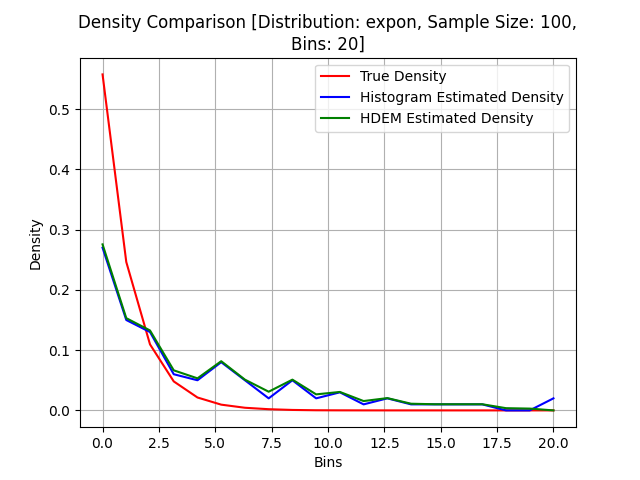 Density Comparison [Distribution: expon, Sample Size: 100,
Bins: 20]
True Density
Histogram Estimated Density
HDEM Estimated Density
Density
0.5
0.4
0.3
0.2
0.1
0.0
0.0 2.5 5.0 7.5 10.0 12.5 15.0 17.5 20.0
Bins